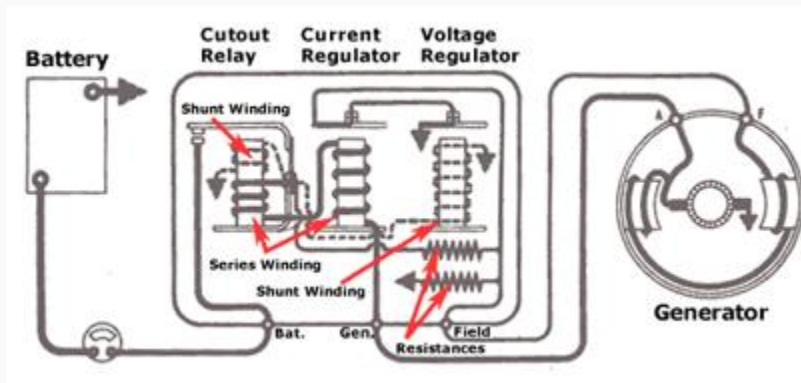 Cutout
Relay
Current
Regulator
Voltage
Regulator
Battery
Shunt Winding
A
F
Series Winding
Shunt Winding
Generator
Bat.
Gen.
Field
Resistances